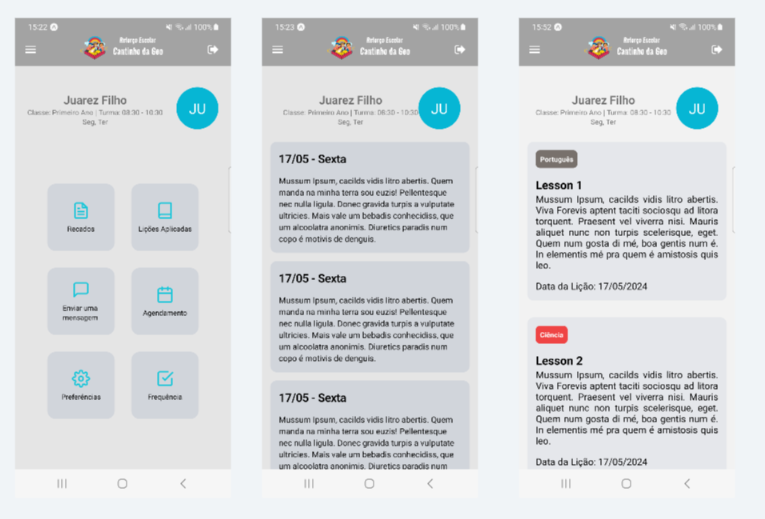 15:22
100%
Reforço Escolar
Cantinho da Geo
Juarez Filho
Classe: Primeiro Ano | Turma: 08:30 - 10:30
Seg, Ter
JU
Recados
Lições Aplicadas
Enviar uma
mensagem
Agendamento
Preferências
Frequência
15:23
100%
Reforço Escolar
Cantinho da Geo
Juarez Filho
Classe: Primeiro Ano | Turma: 08:30 - 10:30
Seg, Ter
JU
17/05 - Sexta
Mussum Ipsum, cacilds vidis litro abertis. Quem
manda na minha terra sou euzis! Pellentesque
nec nulla ligula. Donec gravida turpis a vulputate
ultricies. Mais vale um bebadis conhecidiss, que
um alcoolatra anonimis. Diuretics paradis num
copo é motivis de denguis.
17/05 - Sexta
Mussum Ipsum, cacilds vidis litro abertis. Quem
manda na minha terra sou euzis! Pellentesque
nec nulla ligula. Donec gravida turpis a vulputate
ultricies. Mais vale um bebadis conhecidiss, que
um alcoolatra anonimis. Diuretics paradis num
copo é motivis de denguis.
17/05 - Sexta
Mussum Ipsum, cacilds vidis litro abertis. Quem
manda na minha terra sou euzis! Pellentesque
nec nulla ligula. Donec gravida turpis a vulputate
ultricies. Mais vale um bebadis conhecidiss, que
um alcoolatra anonimis. Diuretics paradis num
15:52
100%
Reforço Escolar
Cantinho da Geo
Juarez Filho
Classe: Primeiro Ano | Turma: 08:30 - 10:30
Seg, Ter
JU
Português
Lesson 1
Mussum Ipsum, cacilds vidis litro abertis.
Viva Forevis aptent taciti sociosqu ad litora
torquent. Praesent vel viverra nisi. Mauris
aliquet nunc non turpis scelerisque, eget.
Quem num gosta di mé, boa gentis num é.
In elementis mé pra quem é amistosis quis
leo.
Data da Lição: 17/05/2024
Ciência
Lesson 2
Mussum Ipsum, cacilds vidis litro abertis.
Viva Forevis aptent taciti sociosqu ad litora
torquent. Praesent vel viverra nisi. Mauris
aliquet nunc non turpis scelerisque, eget.
Quem num gosta di mé, boa gentis num é.
In elementis mé pra quem é amistosis quis
leo.
Data da Lição: 17/05/2024